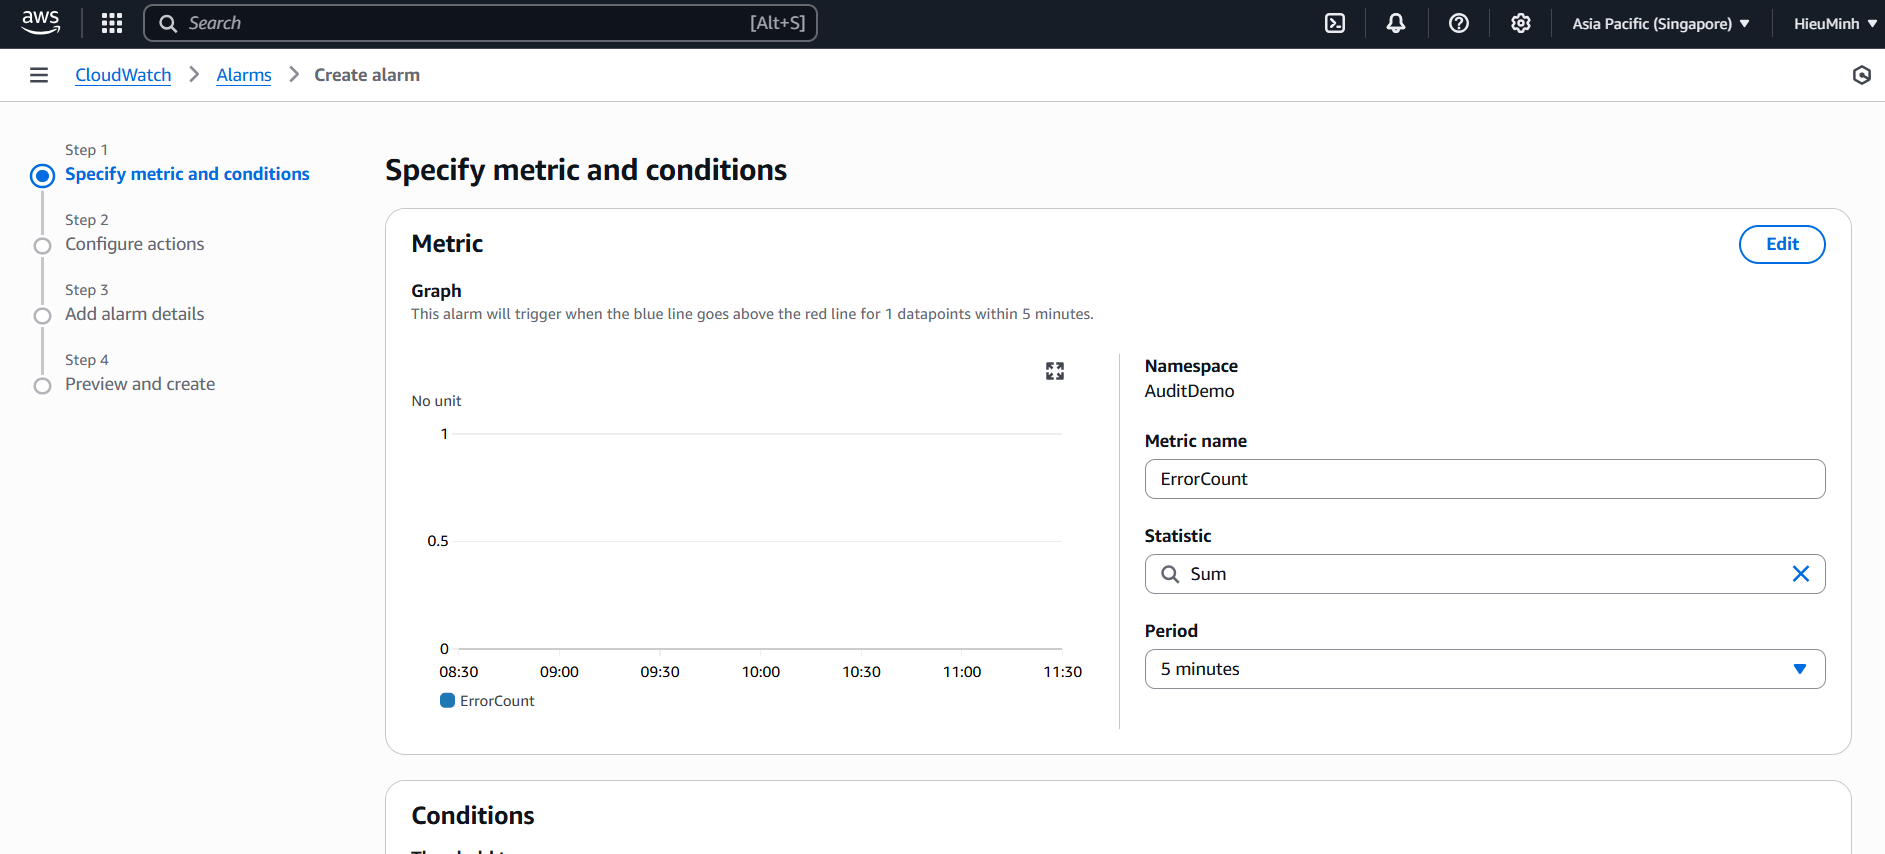 aws
Search [Alt+S]
Asia Pacific (Singapore)
HieuMinh
CloudWatch
Alarms
Create alarm
Step 1
Specify metric and conditions
Step 2
Configure actions
Step 3
Add alarm details
Step 4
Preview and create
Specify metric and conditions
Metric
Edit
Graph
This alarm will trigger when the blue line goes above the red line for 1 datapoints within 5 minutes.
No unit
1
0.5
0
08:30 09:00 09:30 10:00 10:30 11:00 11:30
ErrorCount
Namespace
AuditDemo
Metric name
ErrorCount
Statistic
Sum
Period
5 minutes
Conditions